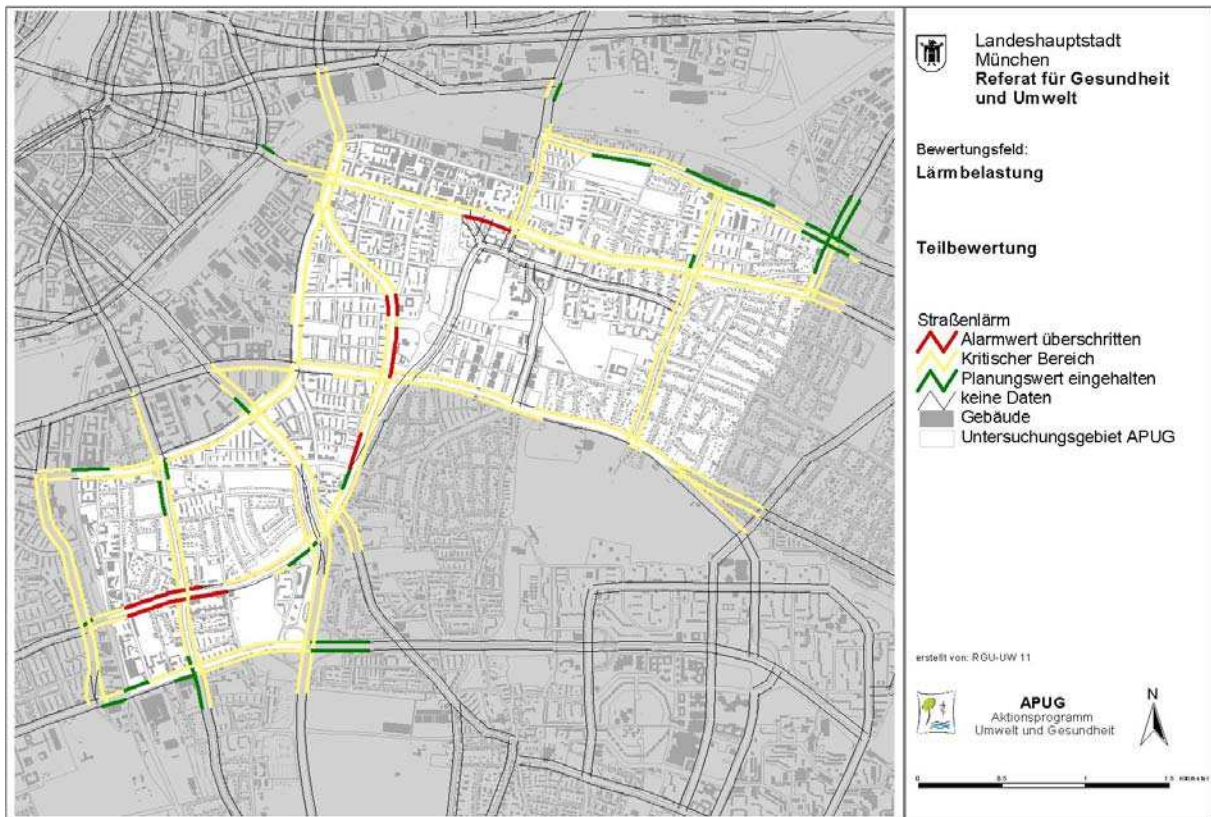 Landeshauptstadt
München
Referat für Gesundheit
und Umwelt
Bewertungsfeld:
Lärmbelastung
Teilbewertung
Straßenlärm
Alarmwert überschritten
Kritischer Bereich
Planungswert eingehalten
keine Daten
Gebäude
Untersuchungsgebiet APUG
erstellt von: RGU-UW 11
APUG
Aktionsprogramm
Umwelt und Gesundheit
N
0 0.5 1 1.5